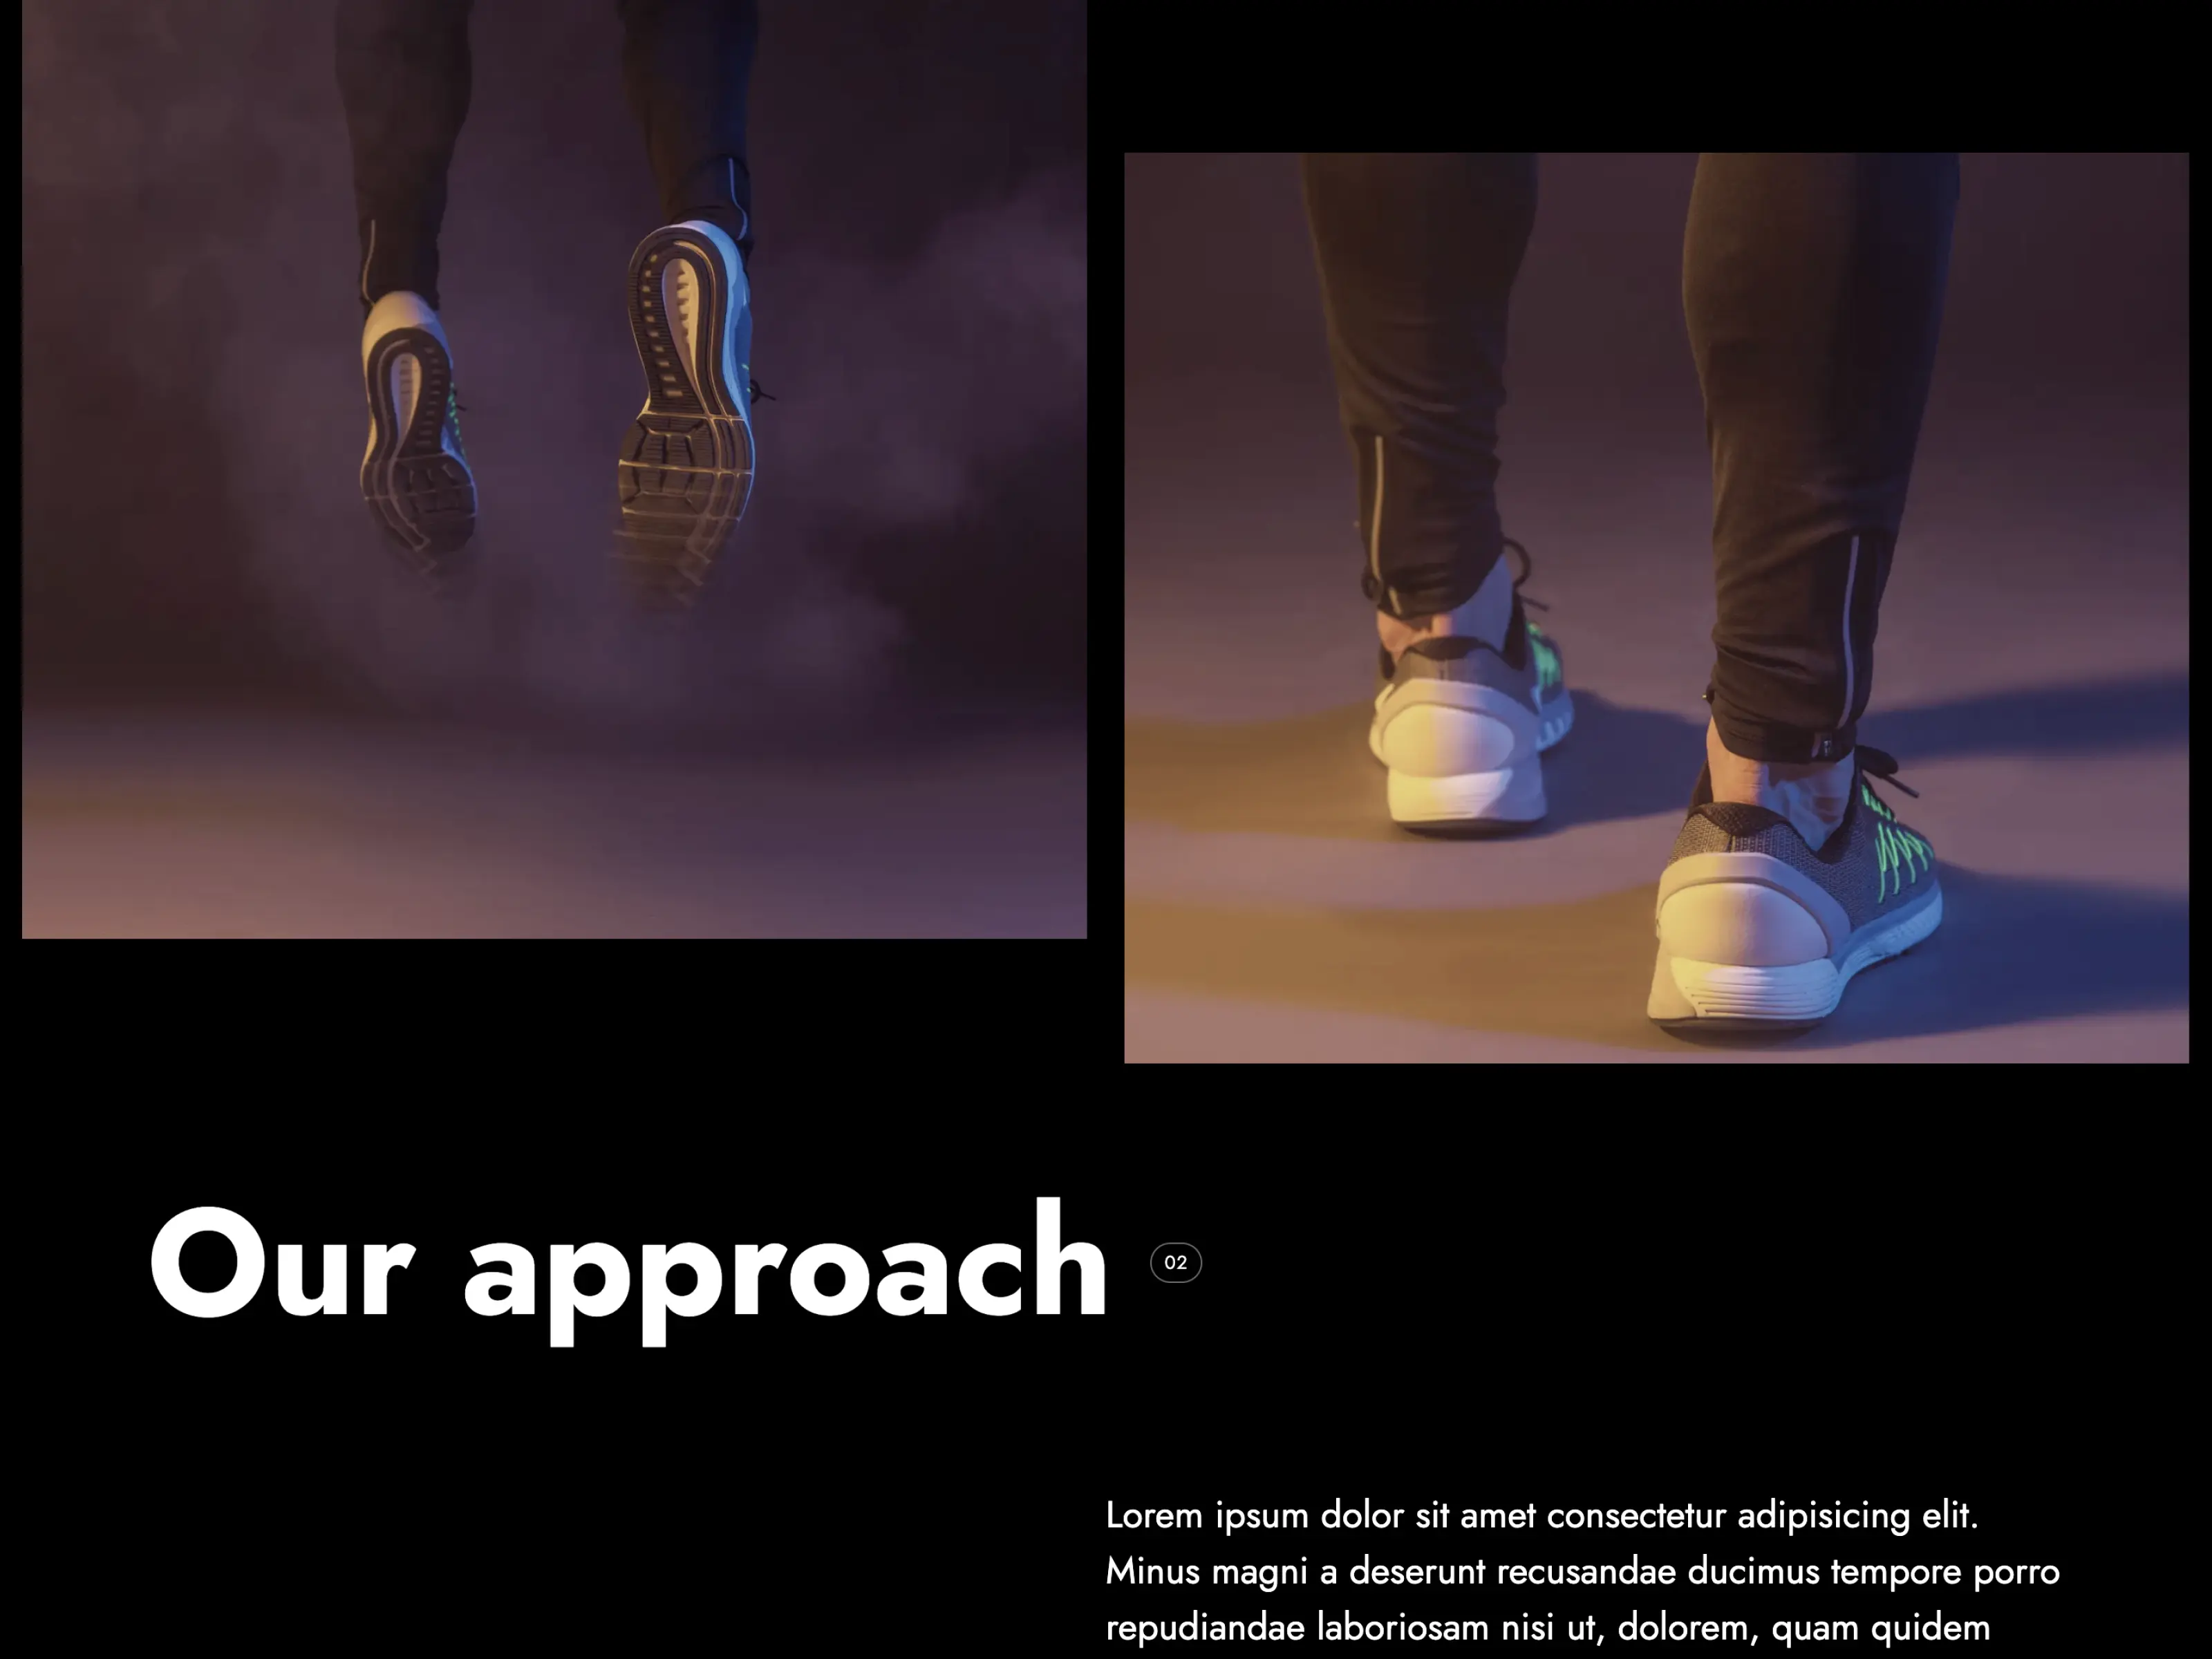 Our approach
02
Lorem ipsum dolor sit amet consectetur adipisicing elit.
Minus magni a deserunt recusandae ducimus tempore porro
repudiandae laboriosam nisi ut, dolorem, quam quidem